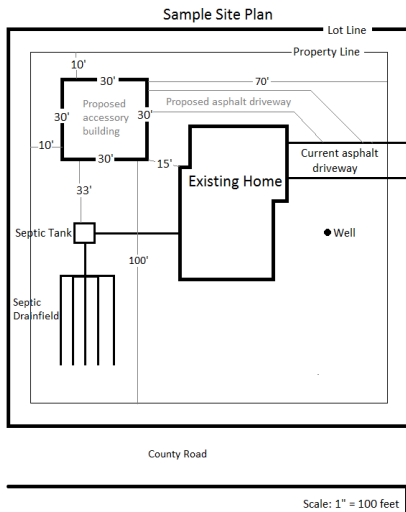 Sample Site Plan
Lot Line
Property Line
10'
30'
70'
Proposed
accessory
building
Proposed asphalt driveway
30'
30'
10'
30'
15'
Current asphalt
driveway
33'
Existing Home
Septic Tank
Well
100'
Septic
Drainfield
County Road
Scale: 1" = 100 feet